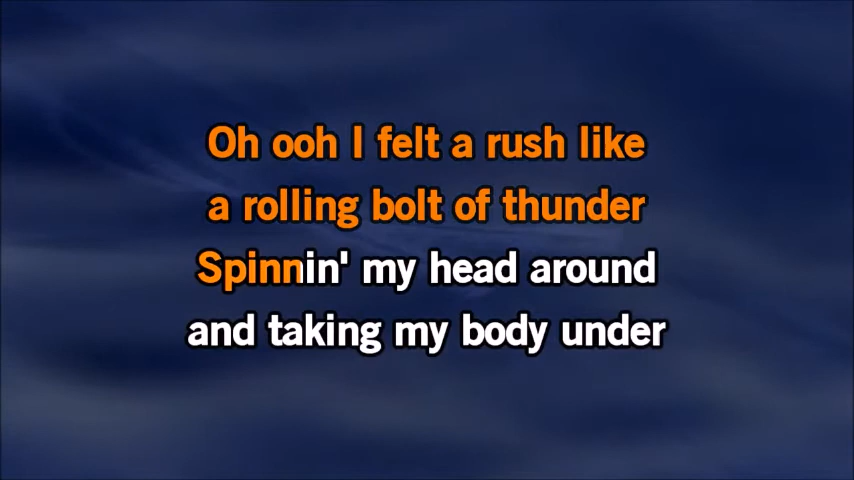 Oh ooh I felt a rush like
a rolling bolt of thunder
Spinnin' my head around
and taking my body under